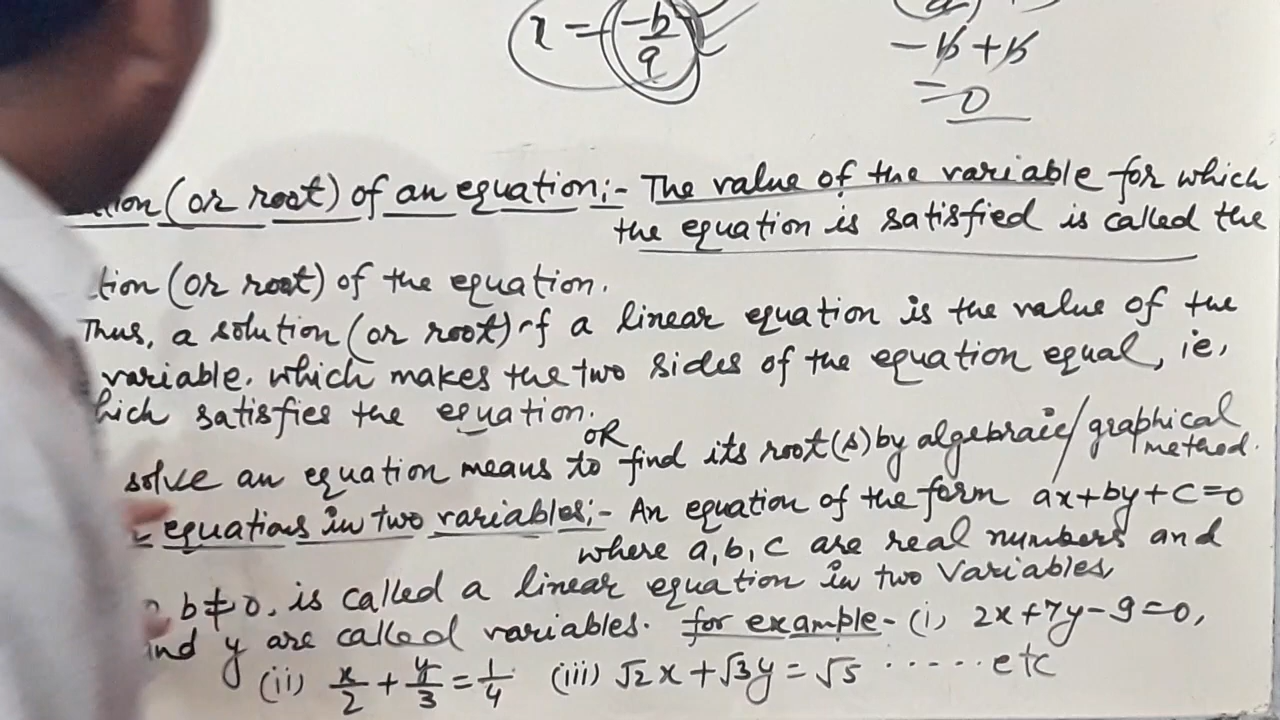 x = -b/a
-b + b
= 0
(or root) of an equation:- The value of the variable for which
the equation is satisfied is called the
(or root) of the equation.
Thus, a solution (or root) of a linear equation is the value of the
variable. which makes the two sides of the equation equal, ie,
satisfies the equation.
OR
solve an equation means to find its root(s) by algebraic/graphical
method.
equations in two variables:- An equation of the form ax+by+c=0
where a, b, c are real numbers and
b≠0, is called a linear equation in two variables,
y are called variables. for example- (i) 2x+7y-9=0,
(ii) x/2 + y/3 = 1/4 (iii) √2x+√3y=√5 ...... etc